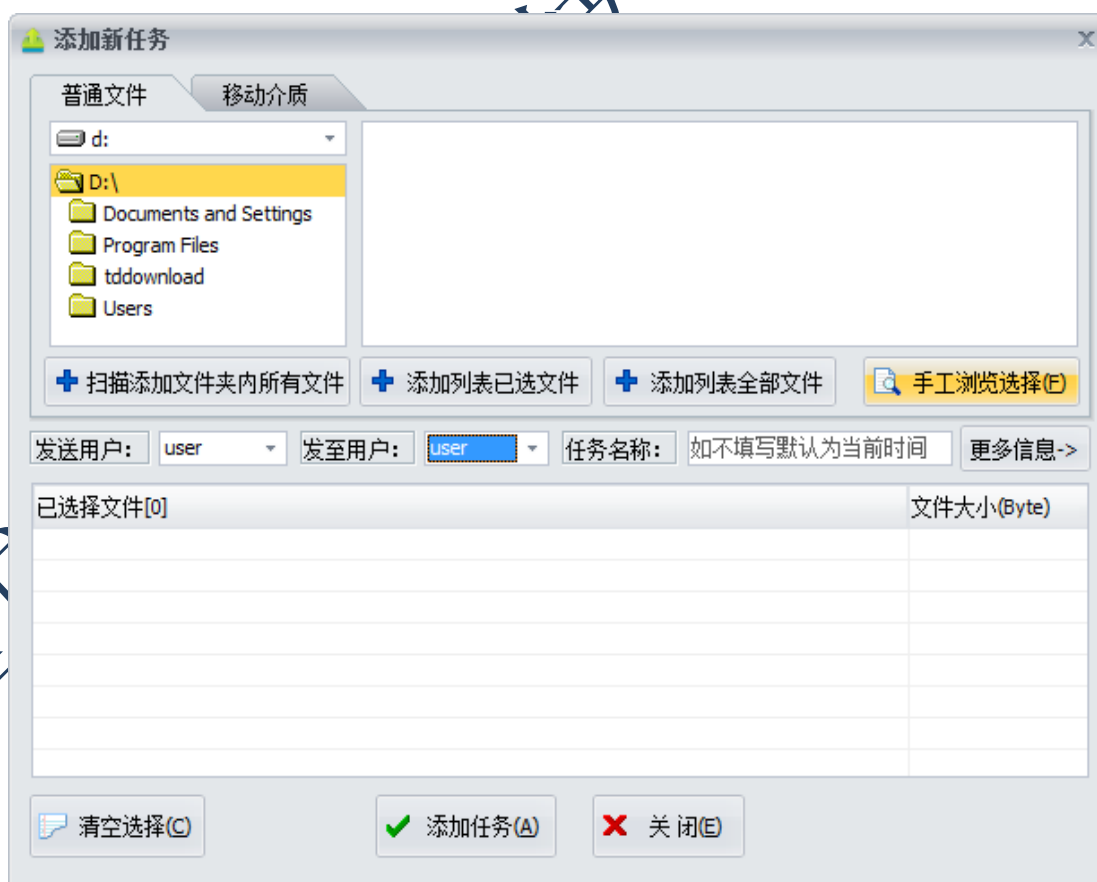 添加新任务
普通文件 移动介质
d:
D:\
Documents and Settings
Program Files
tddownload
Users
扫描添加文件夹内所有文件 添加列表已选文件 添加列表全部文件 手工浏览选择(F)
发送用户： user 发至用户： user 任务名称： 如不填写默认为当前时间 更多信息->
已选择文件[0] 文件大小(Byte)
清空选择(C) 添加任务(A) 关 闭(E)